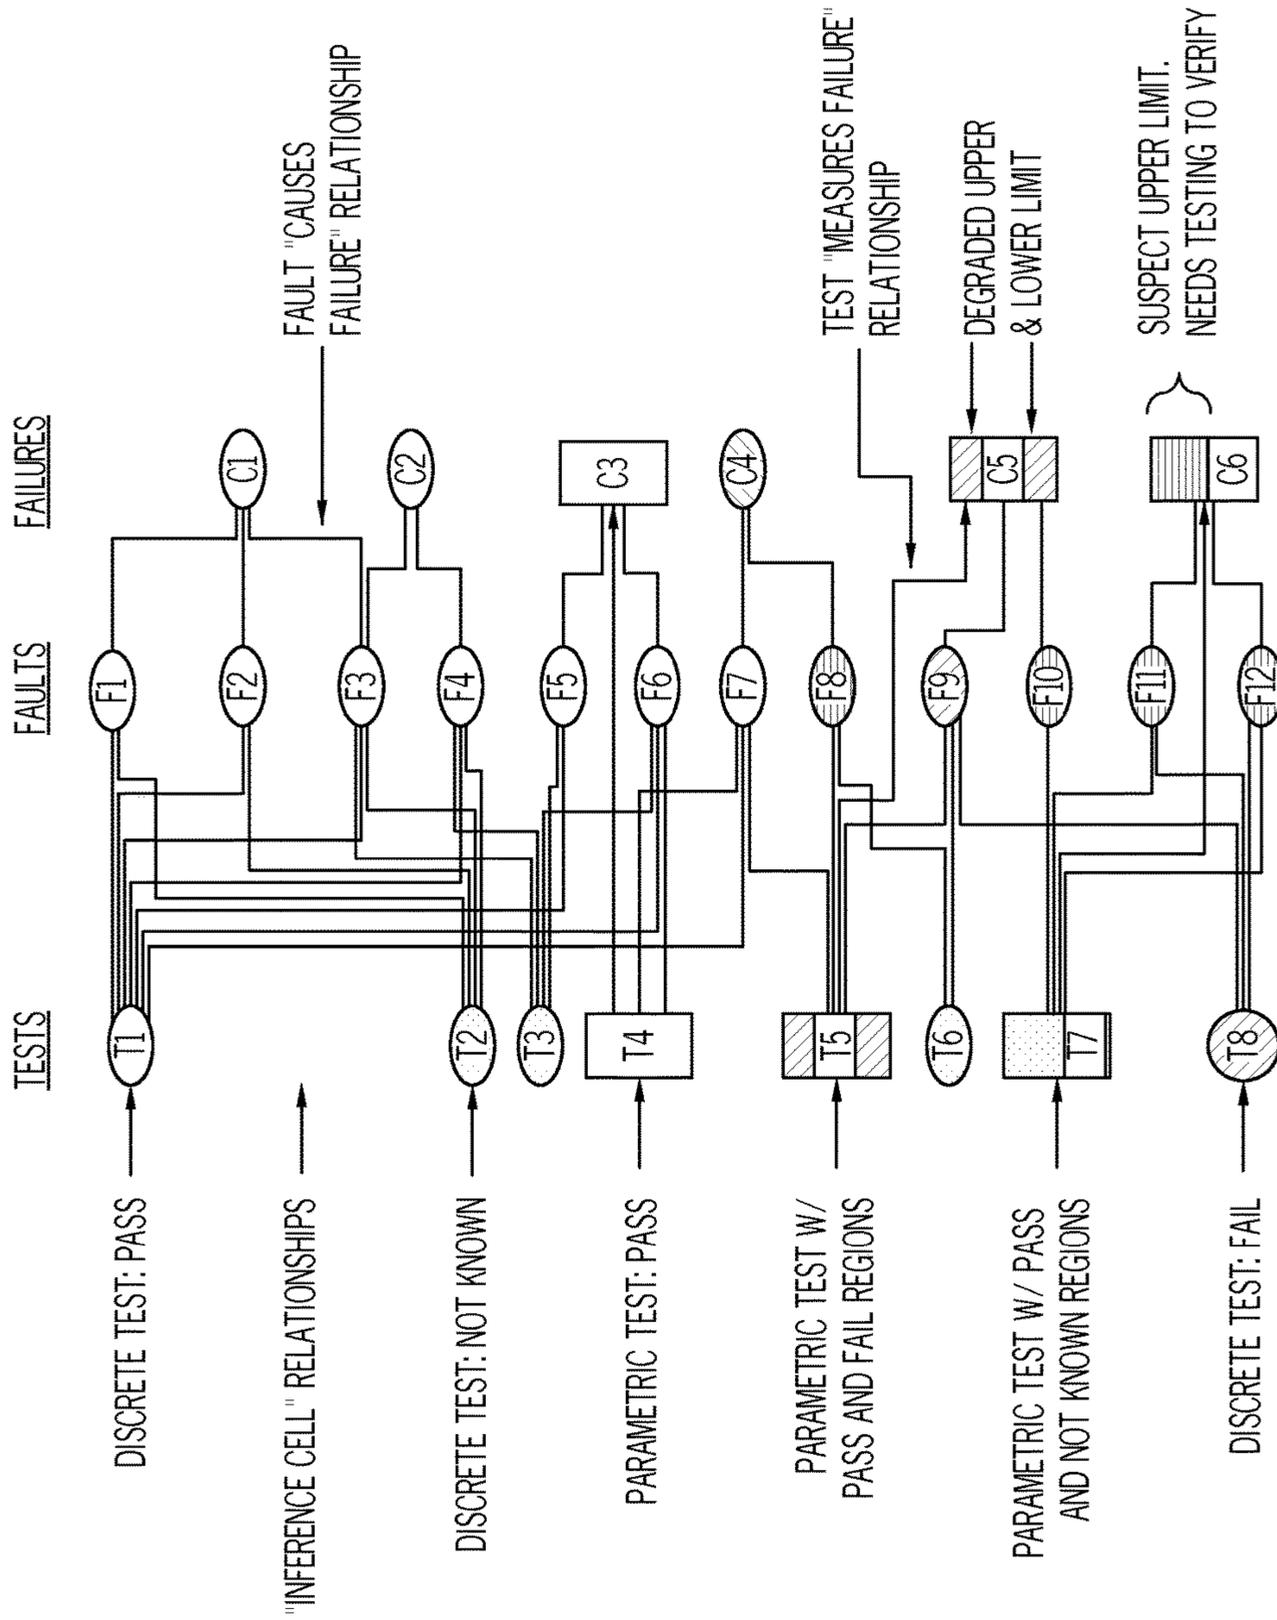 TESTS
FAULTS
FAILURES
DISCRETE TEST: PASS
"INFERENCE CELL" RELATIONSHIPS
DISCRETE TEST: NOT KNOWN
PARAMETRIC TEST: PASS
PARAMETRIC TEST W/
PASS AND FAIL REGIONS
PARAMETRIC TEST W/ PASS
AND NOT KNOWN REGIONS
DISCRETE TEST: FAIL
T1
T2
T3
T4
T5
T6
T7
T8
F1
F2
F3
F4
F5
F6
F7
F8
F9
F10
F11
F12
C1
C2
C3
C4
C5
C6
FAULT "CAUSES
FAILURE" RELATIONSHIP
TEST "MEASURES FAILURE"
RELATIONSHIP
DEGRADED UPPER
& LOWER LIMIT
SUSPECT UPPER LIMIT.
NEEDS TESTING TO VERIFY